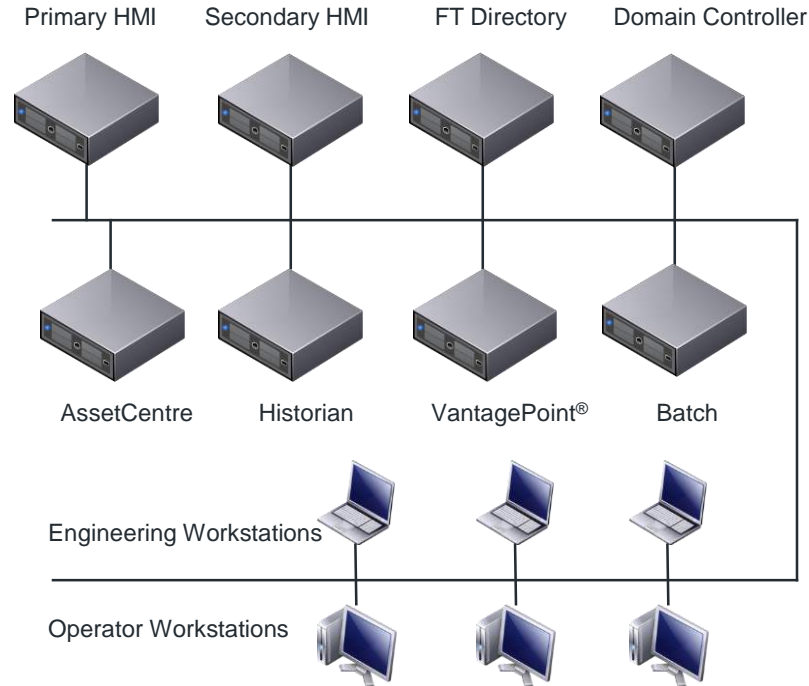 Primary HMI Secondary HMI FT Directory Domain Controller
AssetCentre Historian VantagePoint® Batch
Engineering Workstations
Operator Workstations